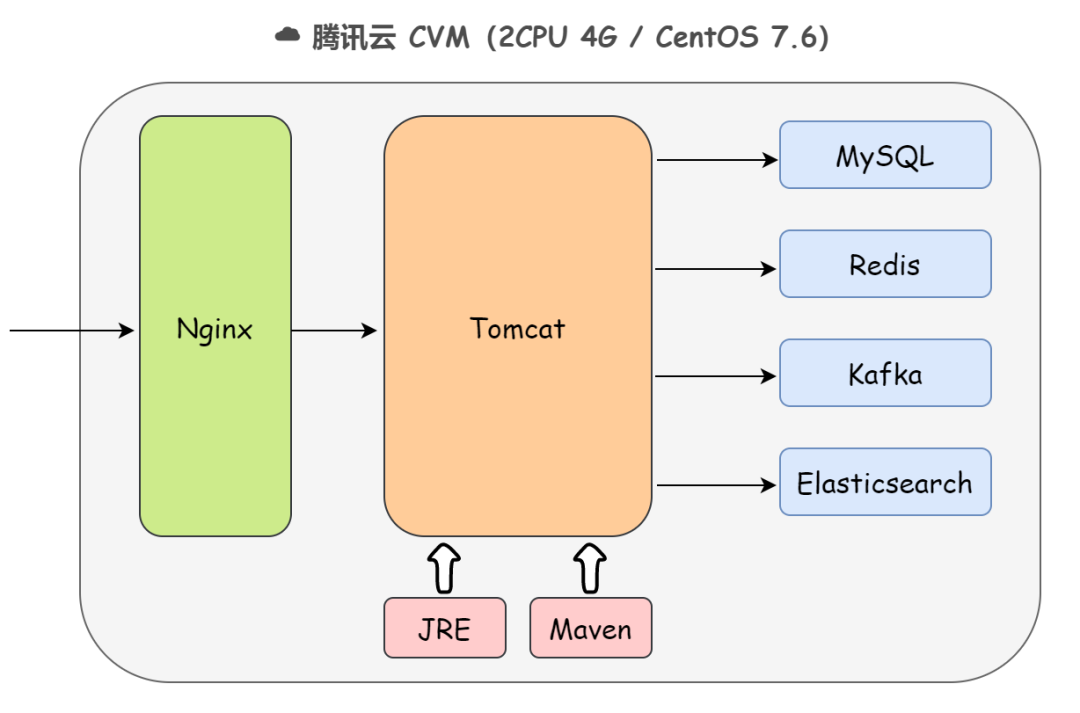 腾讯云 CVM (2CPU 4G / CentOS 7.6)
Nginx
Tomcat
MySQL
Redis
Kafka
Elasticsearch
JRE
Maven